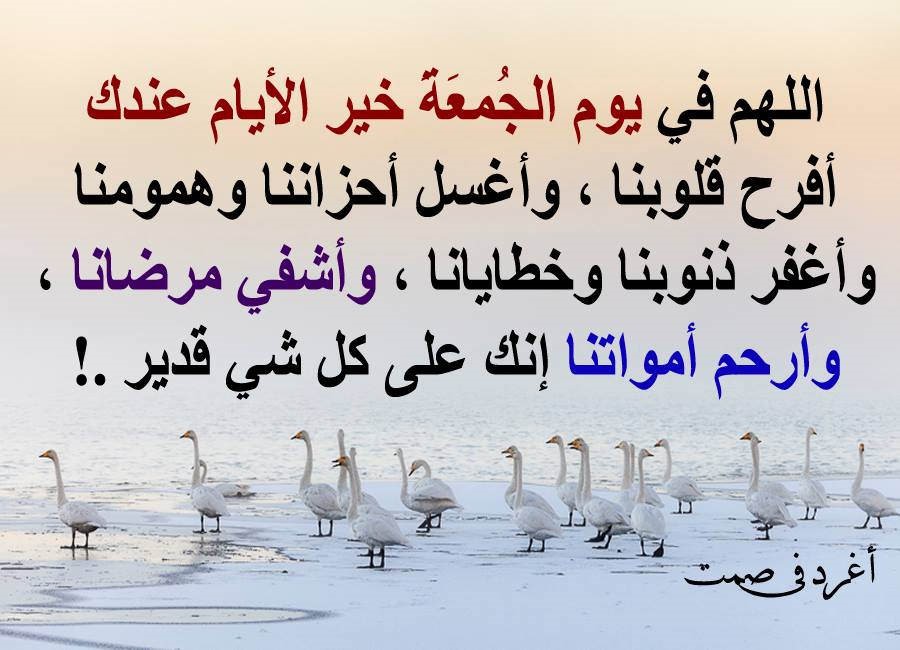 اللهم في يوم الجُمعَة خير الأيام عندك
أفرح قلوبنا ، وأغسل أحزاننا وهمومنا
وأغفر ذنوبنا وخطايانا ، وأشفي مرضانا ،
وأرحم أمواتنا إنك على كل شي قدير .!
أغرد في صمت